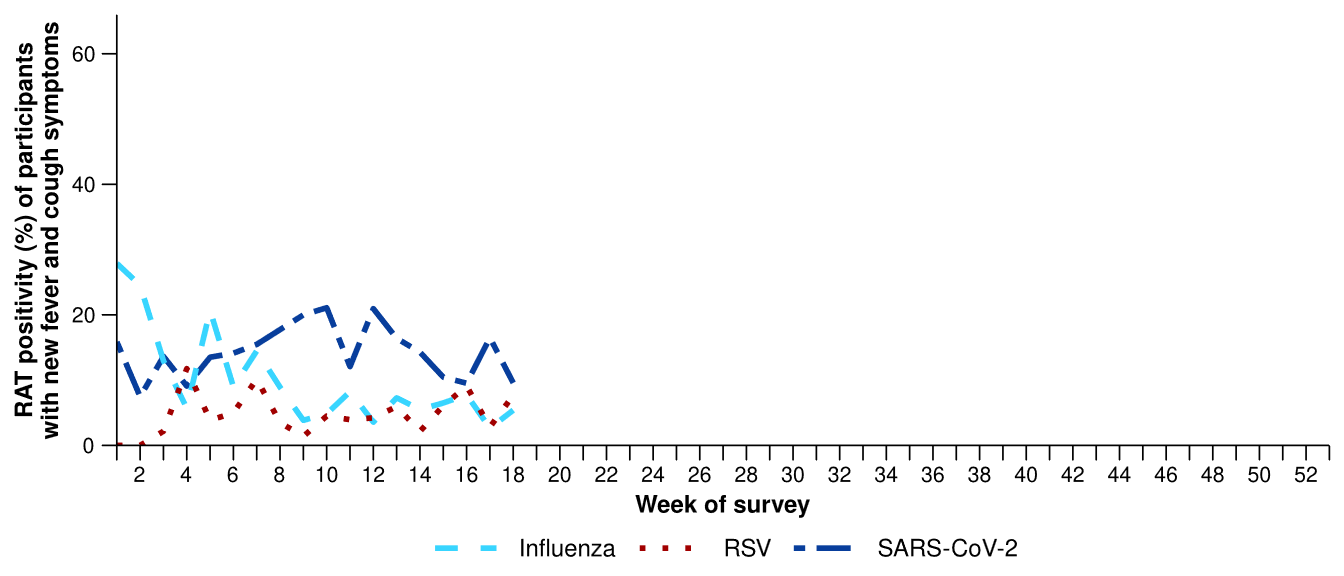 RAT positivity (%) of participants
with new fever and cough symptoms
60
40
20
0
2 4 6 8 10 12 14 16 18 20 22 24 26 28 30 32 34 36 38 40 42 44 46 48 50 52
Week of survey
Influenza RSV SARS-CoV-2